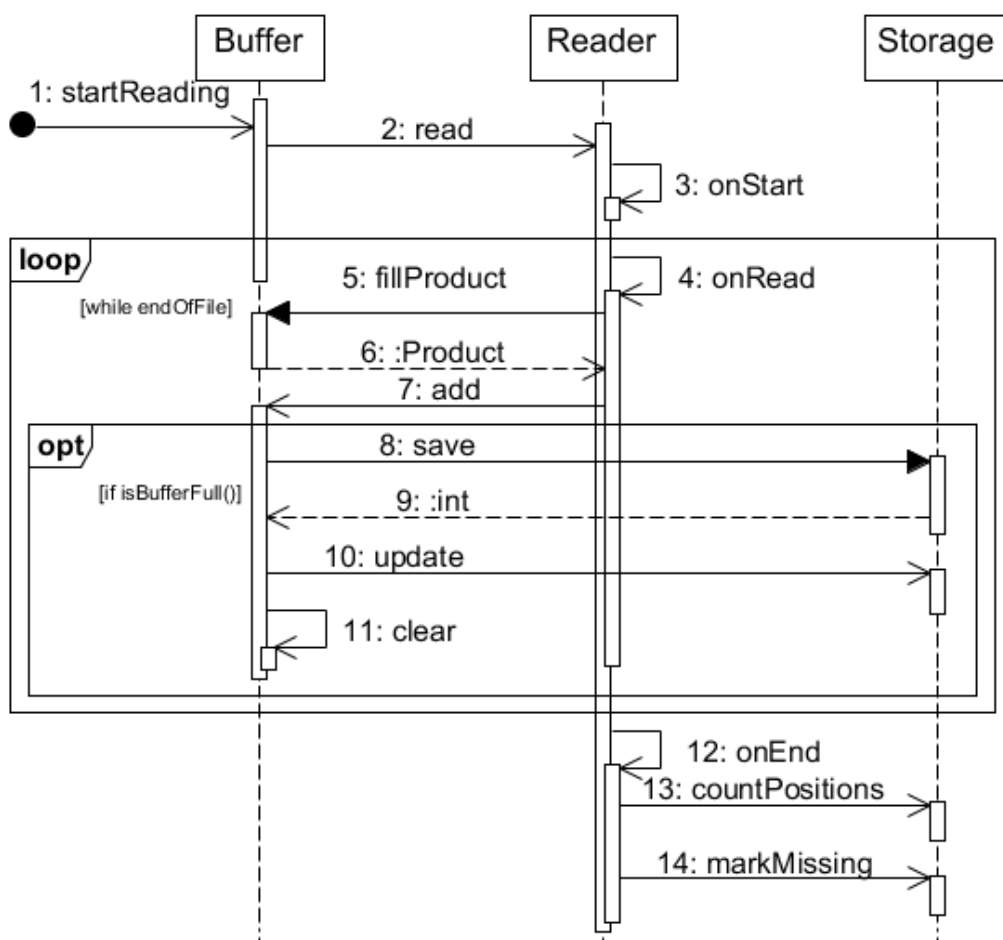 Buffer
Reader
Storage
1: startReading
2: read
3: onStart
loop
4: onRead
5: fillProduct
[while endOfFile]
6: :Product
7: add
opt
8: save
[if isBufferFull()]
9: :int
10: update
11: clear
12: onEnd
13: countPositions
14: markMissing